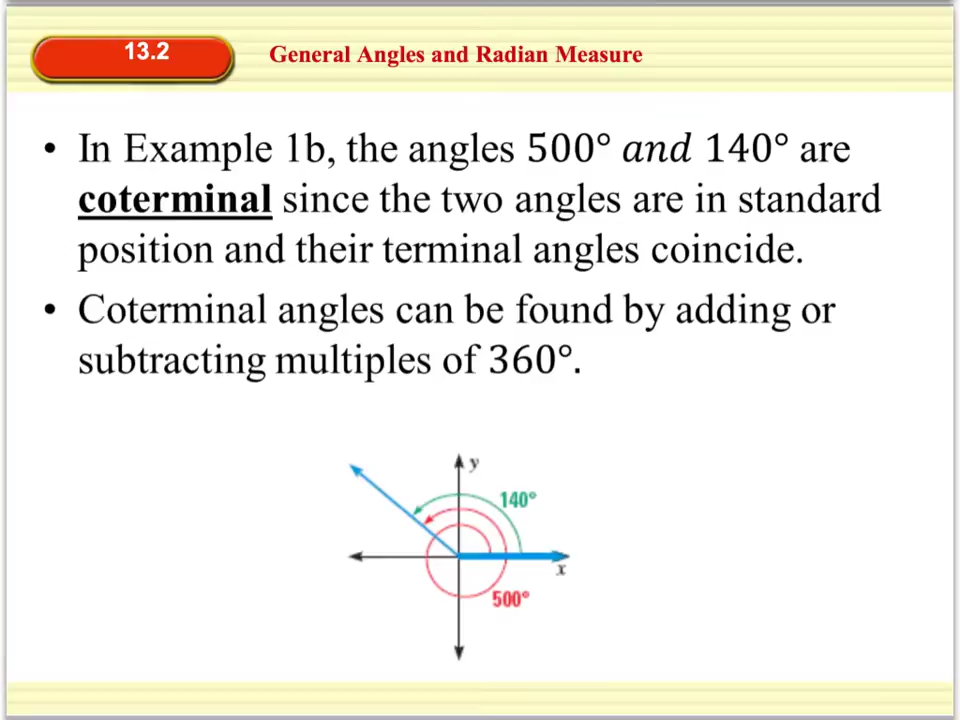 13.2
General Angles and Radian Measure
• In Example 1b, the angles 500° and 140° are
coterminal since the two angles are in standard
position and their terminal angles coincide.
• Coterminal angles can be found by adding or
subtracting multiples of 360°.
y
140°
x
500°